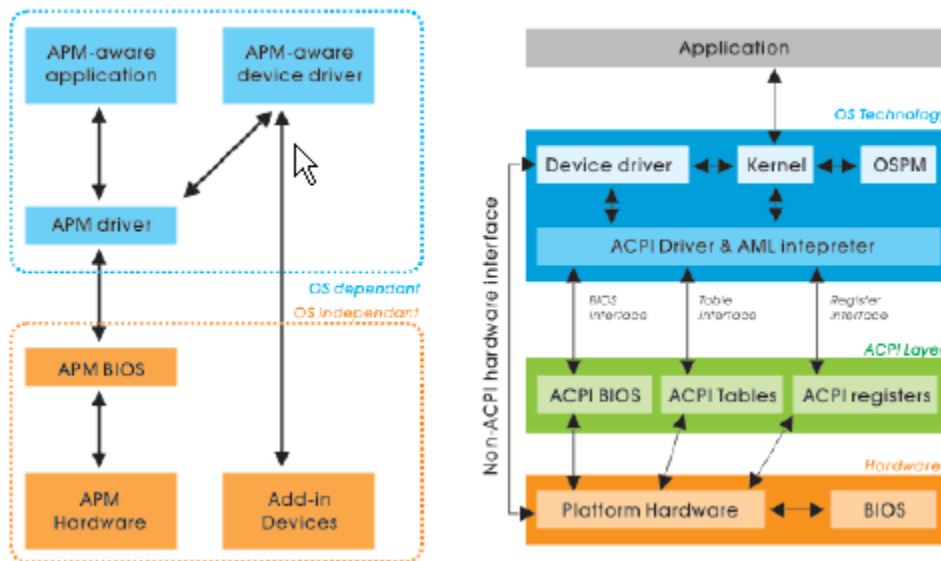 APM-aware
application
APM-aware
device driver
APM driver
OS dependant
OS independant
APM BIOS
APM
Hardware
Add-in
Devices
Application
OS Technology
Device driver
Kernel
OSPM
ACPI Driver & AML intepreter
Non-ACPI hardware interface
BIOS
interface
Table
interface
Register
interface
ACPI Layer
ACPI BIOS
ACPI Tables
ACPI registers
Hardware
Platform Hardware
BIOS